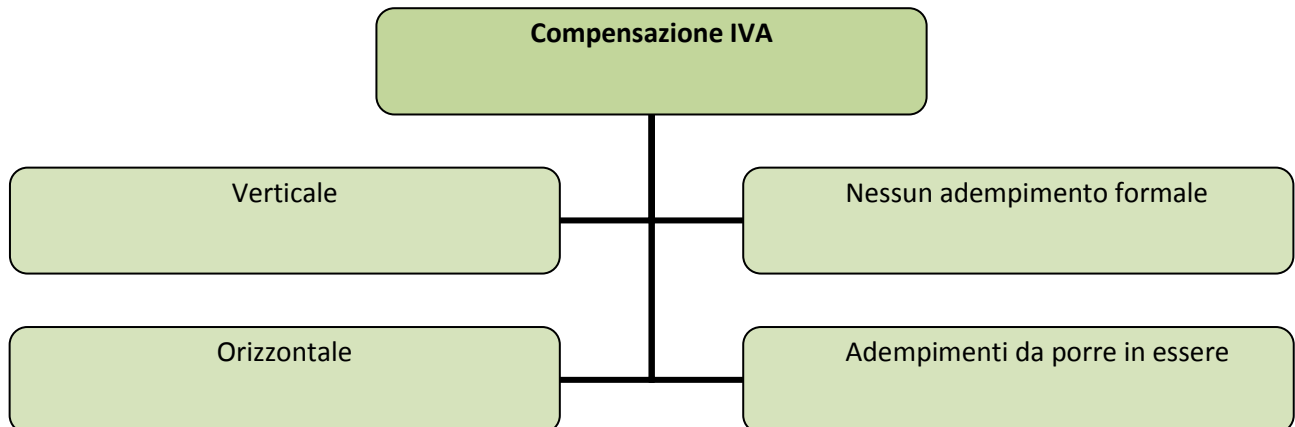 Compensazione IVA
Verticale
Nessun adempimento formale
Orizzontale
Adempimenti da porre in essere